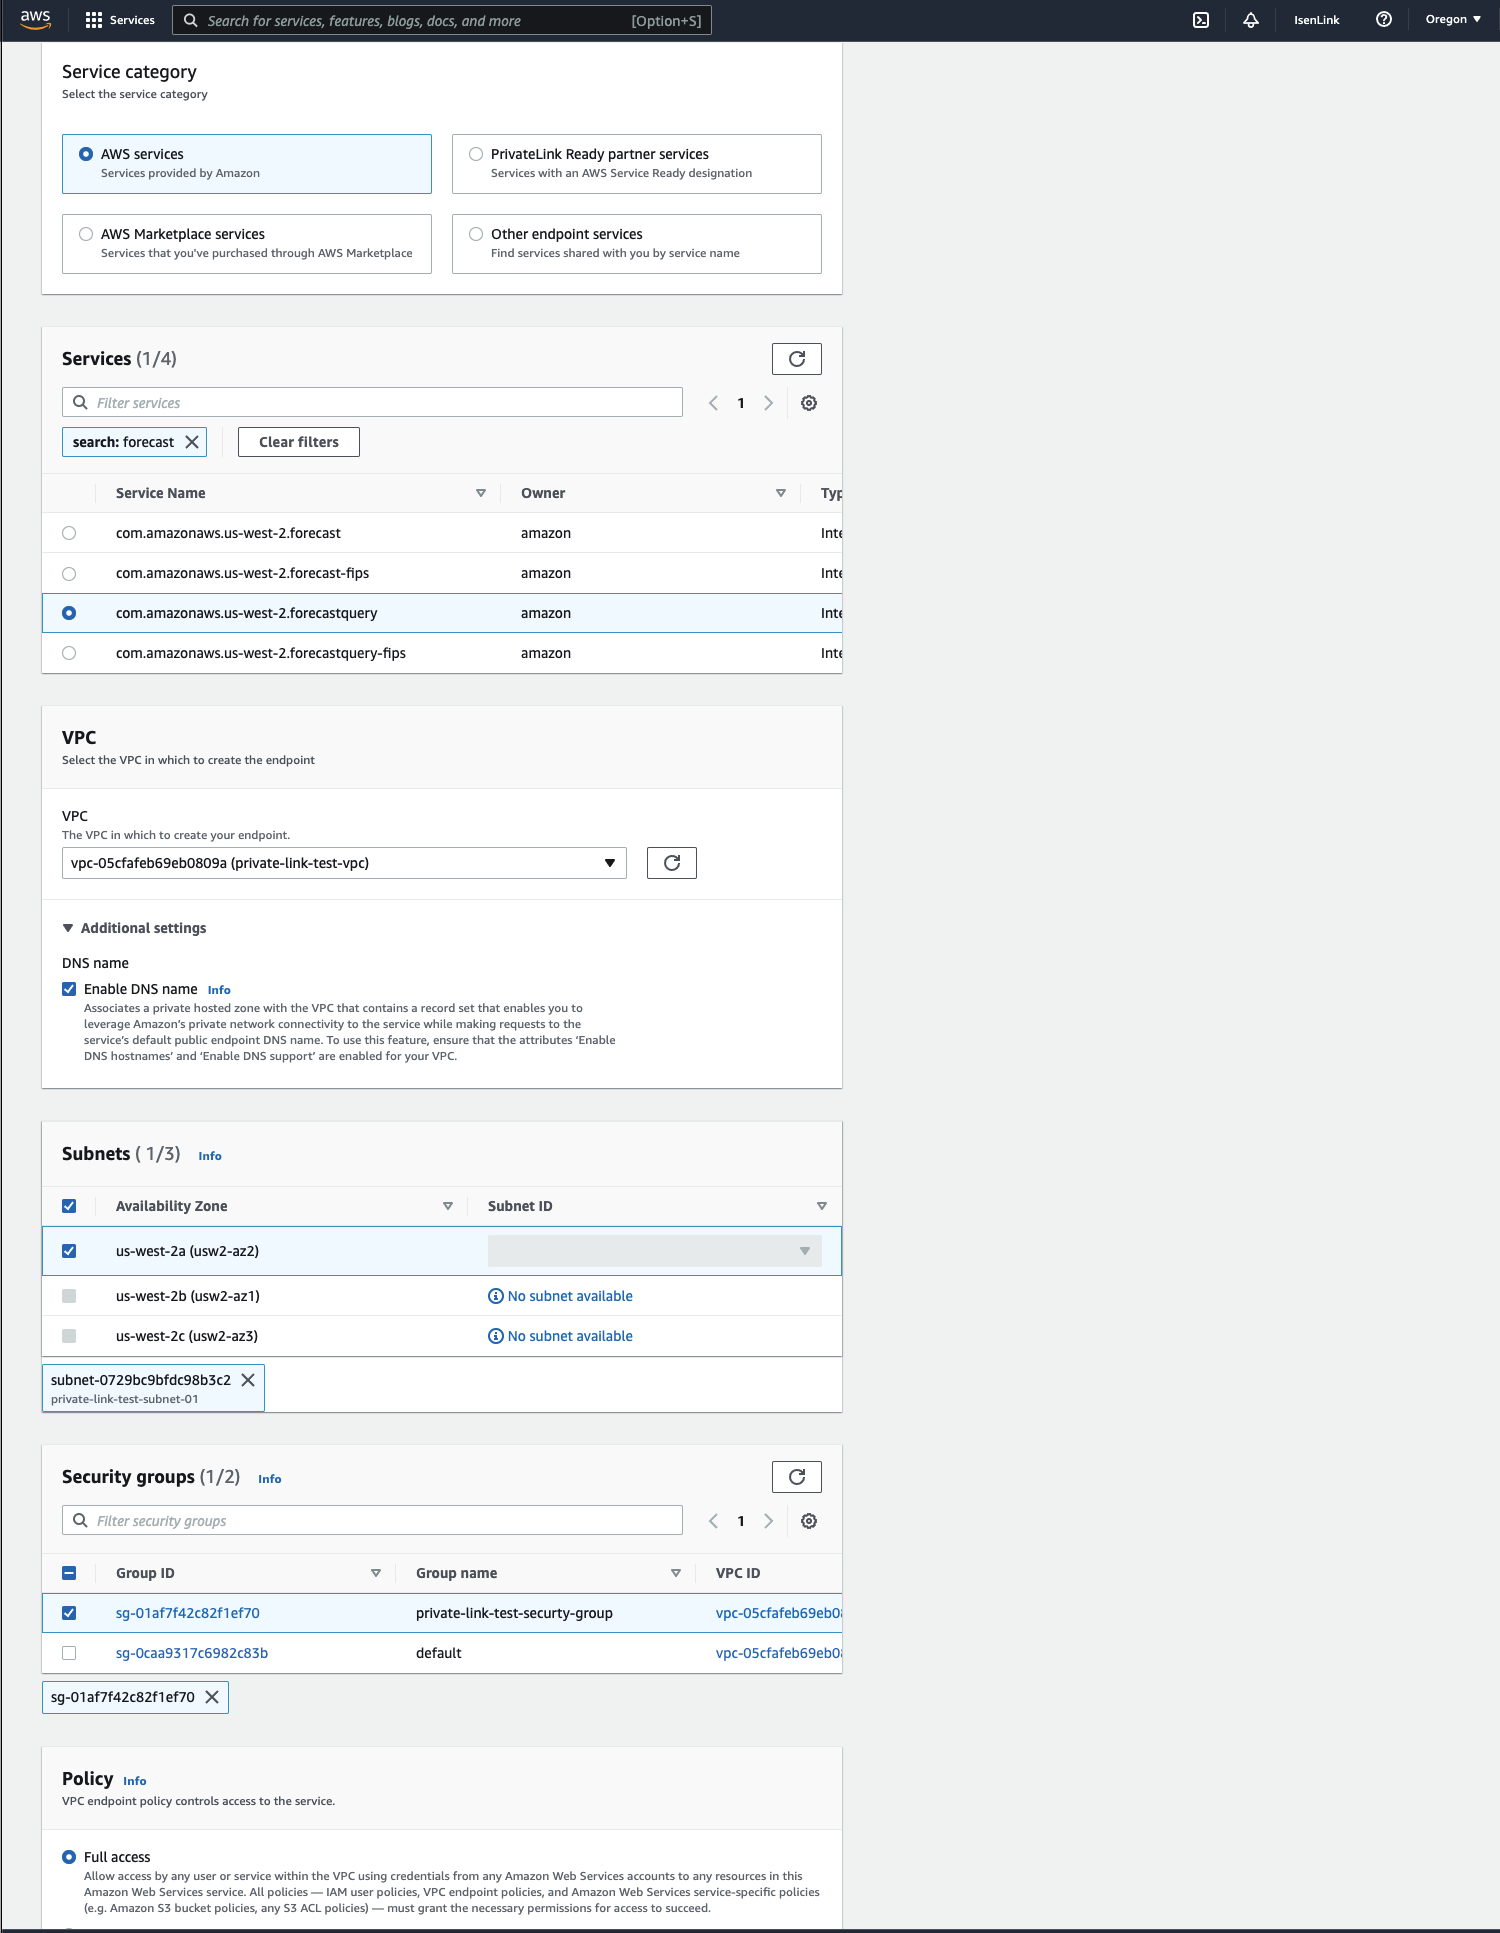 aws
Services
Search for services, features, blogs, docs, and more
[Option+S]
IsenLink
Oregon
Service category
Select the service category
AWS services
Services provided by Amazon
PrivateLink Ready partner services
Services with an AWS Service Ready designation
AWS Marketplace services
Services that you've purchased through AWS Marketplace
Other endpoint services
Find services shared with you by service name
Services (1/4)
Filter services
1
search: forecast
Clear filters
Service Name Owner Typ
com.amazonaws.us-west-2.forecast amazon Inte
com.amazonaws.us-west-2.forecast-fips amazon Inte
com.amazonaws.us-west-2.forecastquery amazon Inte
com.amazonaws.us-west-2.forecastquery-fips amazon Inte
VPC
Select the VPC in which to create the endpoint
VPC
The VPC in which to create your endpoint.
vpc-05cfafeb69eb0809a (private-link-test-vpc)
Additional settings
DNS name
Enable DNS name Info
Associates a private hosted zone with the VPC that contains a record set that enables you to
leverage Amazon's private network connectivity to the service while making requests to the
service's default public endpoint DNS name. To use this feature, ensure that the attributes ‘Enable
DNS hostnames’ and ‘Enable DNS support’ are enabled for your VPC.
Subnets ( 1/3) Info
Availability Zone Subnet ID
us-west-2a (usw2-az2)
us-west-2b (usw2-az1) No subnet available
us-west-2c (usw2-az3) No subnet available
subnet-0729bc9bfdc98b3c2
private-link-test-subnet-01
Security groups (1/2) Info
Filter security groups
1
Group ID Group name VPC ID
sg-01af7f42c82f1ef70 private-link-test-securty-group vpc-05cfafeb69eb08
sg-0caa9317c6982c83b default vpc-05cfafeb69eb08
sg-01af7f42c82f1ef70
Policy Info
VPC endpoint policy controls access to the service.
Full access
Allow access by any user or service within the VPC using credentials from any Amazon Web Services accounts to any resources in this
Amazon Web Services service. All policies — IAM user policies, VPC endpoint policies, and Amazon Web Services service-specific policies
(e.g. Amazon S3 bucket policies, any S3 ACL policies) — must grant the necessary permissions for access to succeed.